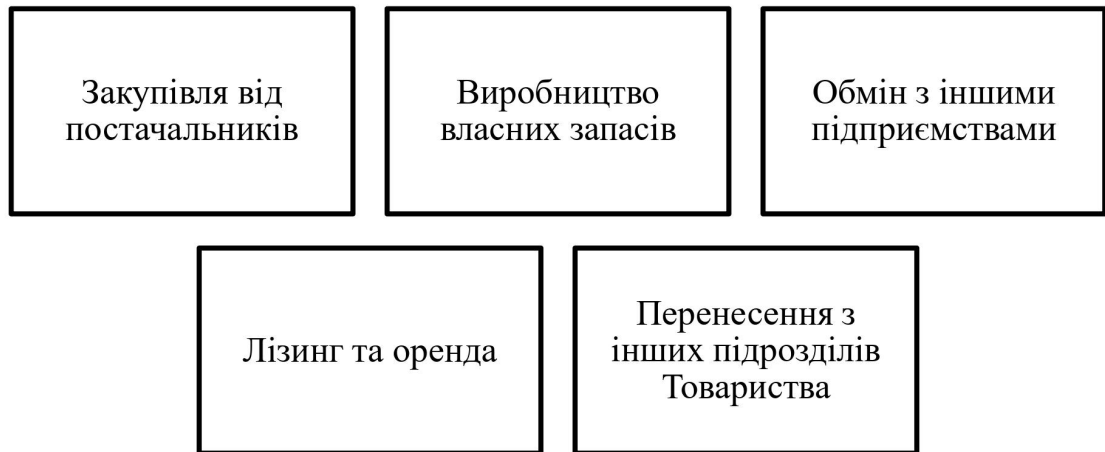 Закупівля від
постачальників
Виробництво
власних запасів
Обмін з іншими
підприємствами
Лізинг та оренда
Перенесення з
інших підрозділів
Товариства